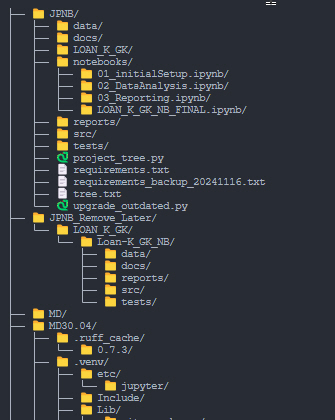 JPNB/
data/
docs/
LOAN_K_GK/
notebooks/
01_initialSetup.ipynb/
02_DataAnalysis.ipynb/
03_Reporting.ipynb/
LOAN_K_GK_NB_FINAL.ipynb/
reports/
src/
tests/
project_tree.py
requirements.txt
requirements_backup_20241116.txt
tree.txt
upgrade_outdated.py
JPNB_Remove_Later/
LOAN_K_GK/
Loan-K_GK_NB/
data/
docs/
reports/
src/
tests/
MD/
MD30.04/
.ruff_cache/
0.7.3/
.venv/
etc/
jupyter/
Include/
Lib/